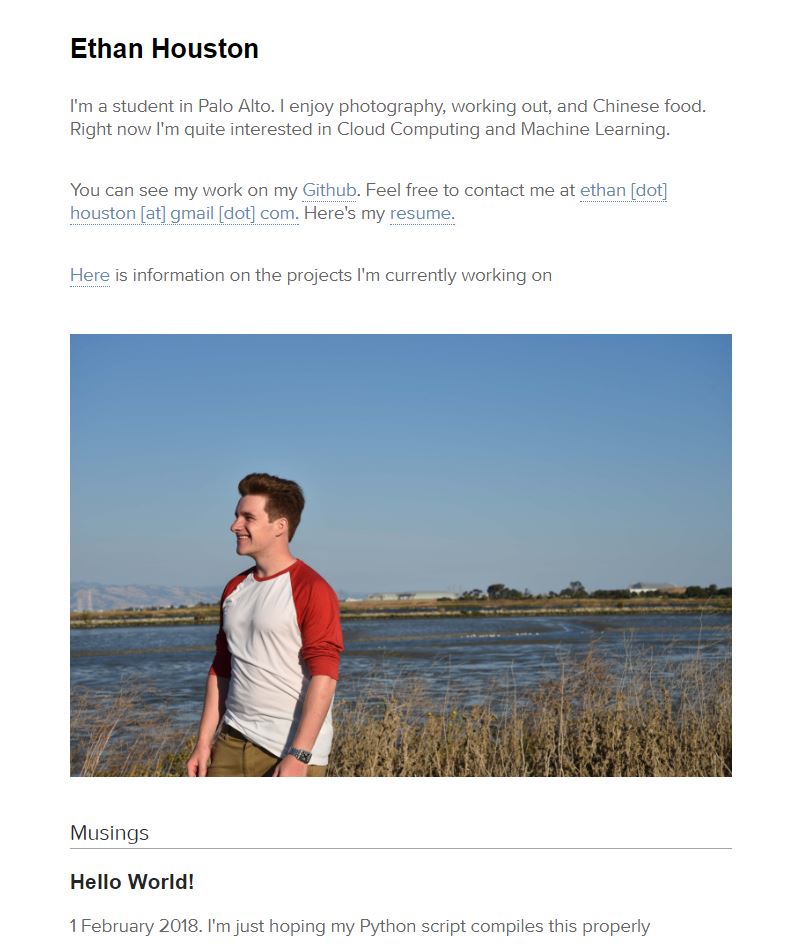 Ethan Houston
I'm a student in Palo Alto. I enjoy photography, working out, and Chinese food.
Right now I'm quite interested in Cloud Computing and Machine Learning.
You can see my work on my Github. Feel free to contact me at ethan [dot]
houston [at] gmail [dot] com. Here's my resume.
Here is information on the projects I'm currently working on
Musings
Hello World!
1 February 2018. I'm just hoping my Python script compiles this properly